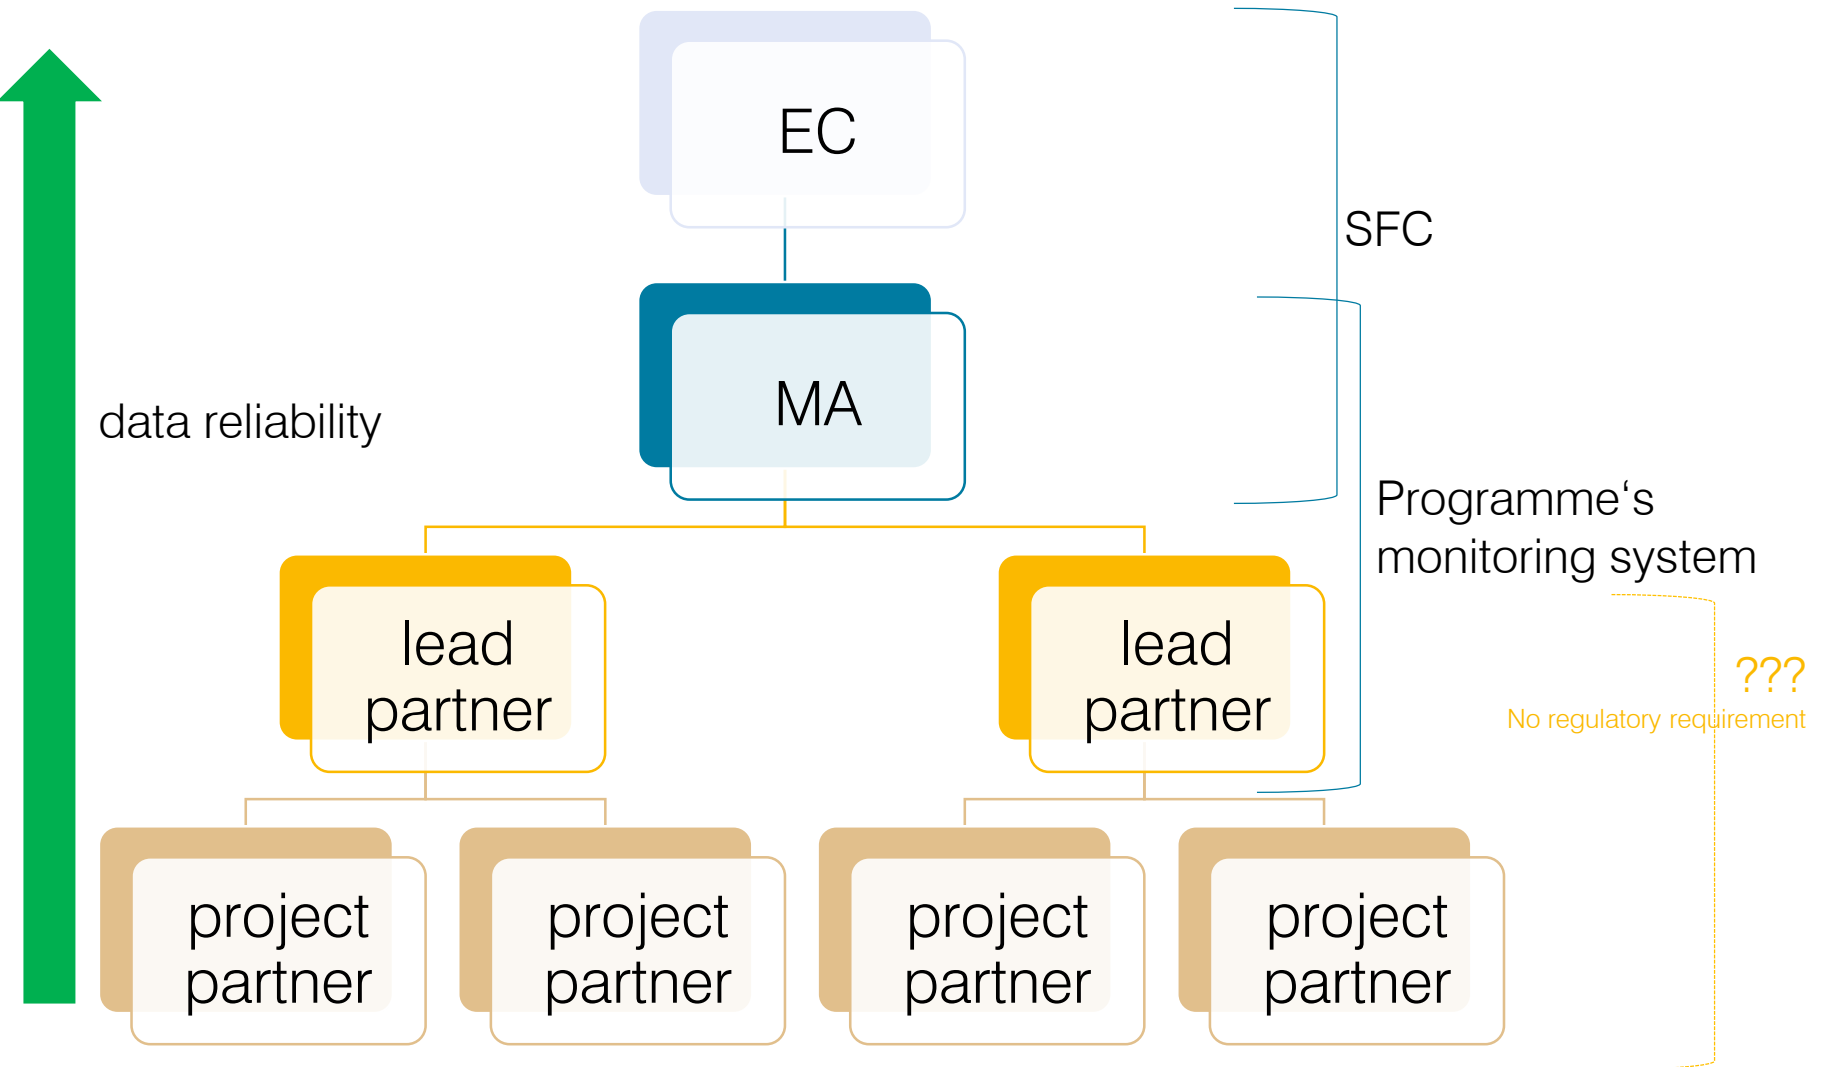 EC
SFC
MA
data reliability
Programme‘s
monitoring system
lead
partner
lead
partner
???
No regulatory requirement
project
partner
project
partner
project
partner
project
partner